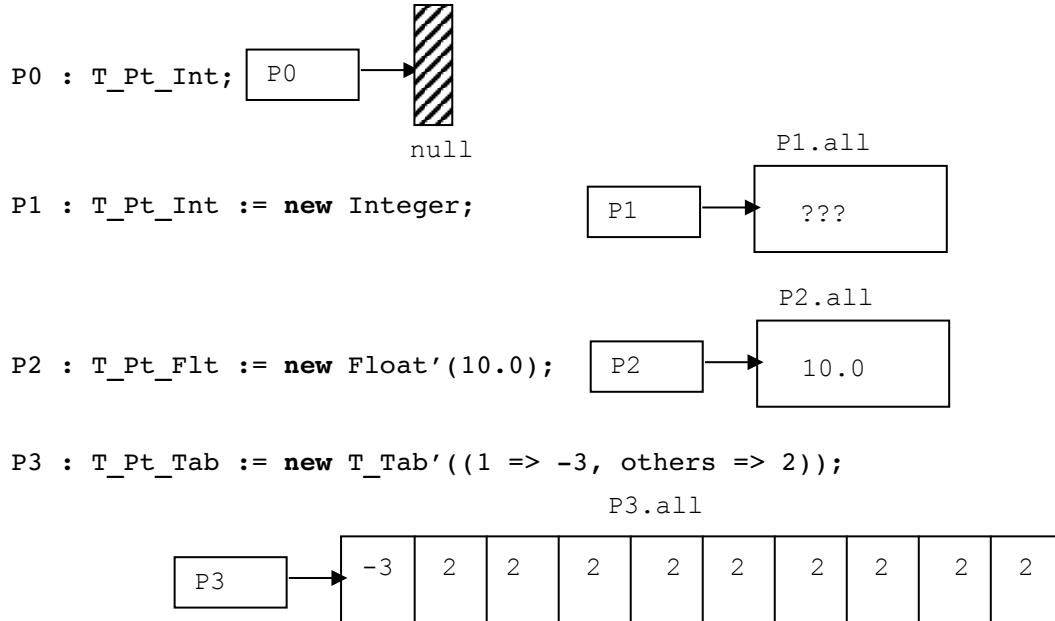 P0 : T_Pt_Int; P0
null
P1.all
P1 : T_Pt_Int := new Integer; P1 ???
P2.all
P2 : T_Pt_Flt := new Float’(10.0); P2 10.0
P3 : T_Pt_Tab := new T_Tab’((1 => -3, others => 2));
P3.all
P3 -3 2 2 2 2 2 2 2 2 2